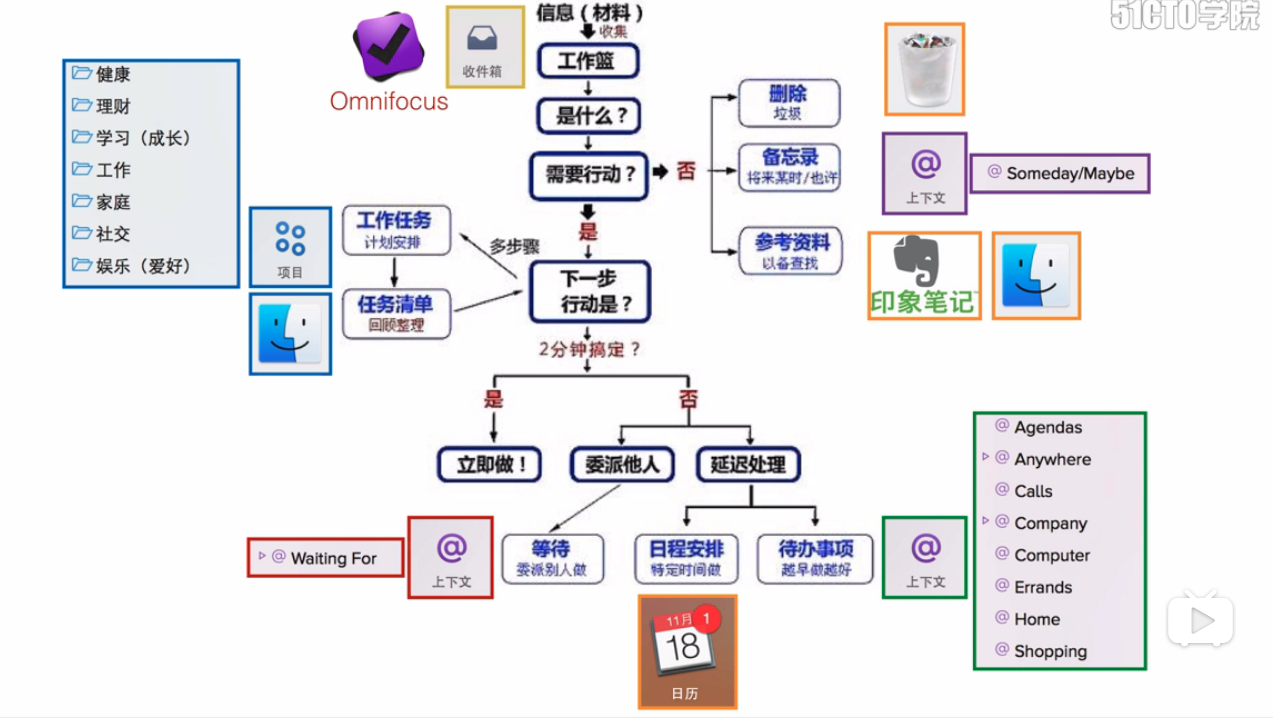 51CTO学院
信息（材料）
收集
收件箱
Omnifocus
工作篮
是什么？
需要行动？
否
是
删除
垃圾
备忘录
将来某时/也许
参考资料
以备查找
@
上下文
@ Someday/Maybe
印象笔记
健康
理财
学习（成长）
工作
家庭
社交
娱乐（爱好）
项目
工作任务
计划安排
多步骤
任务清单
回顾整理
下一步
行动是？
2分钟搞定？
是
否
立即做！
委派他人
延迟处理
@ Waiting For
@
上下文
等待
委派别人做
日程安排
特定时间做
待办事项
越早做越好
@
上下文
@ Agendas
@ Anywhere
@ Calls
@ Company
@ Computer
@ Errands
@ Home
@ Shopping
11月
1
18
日历